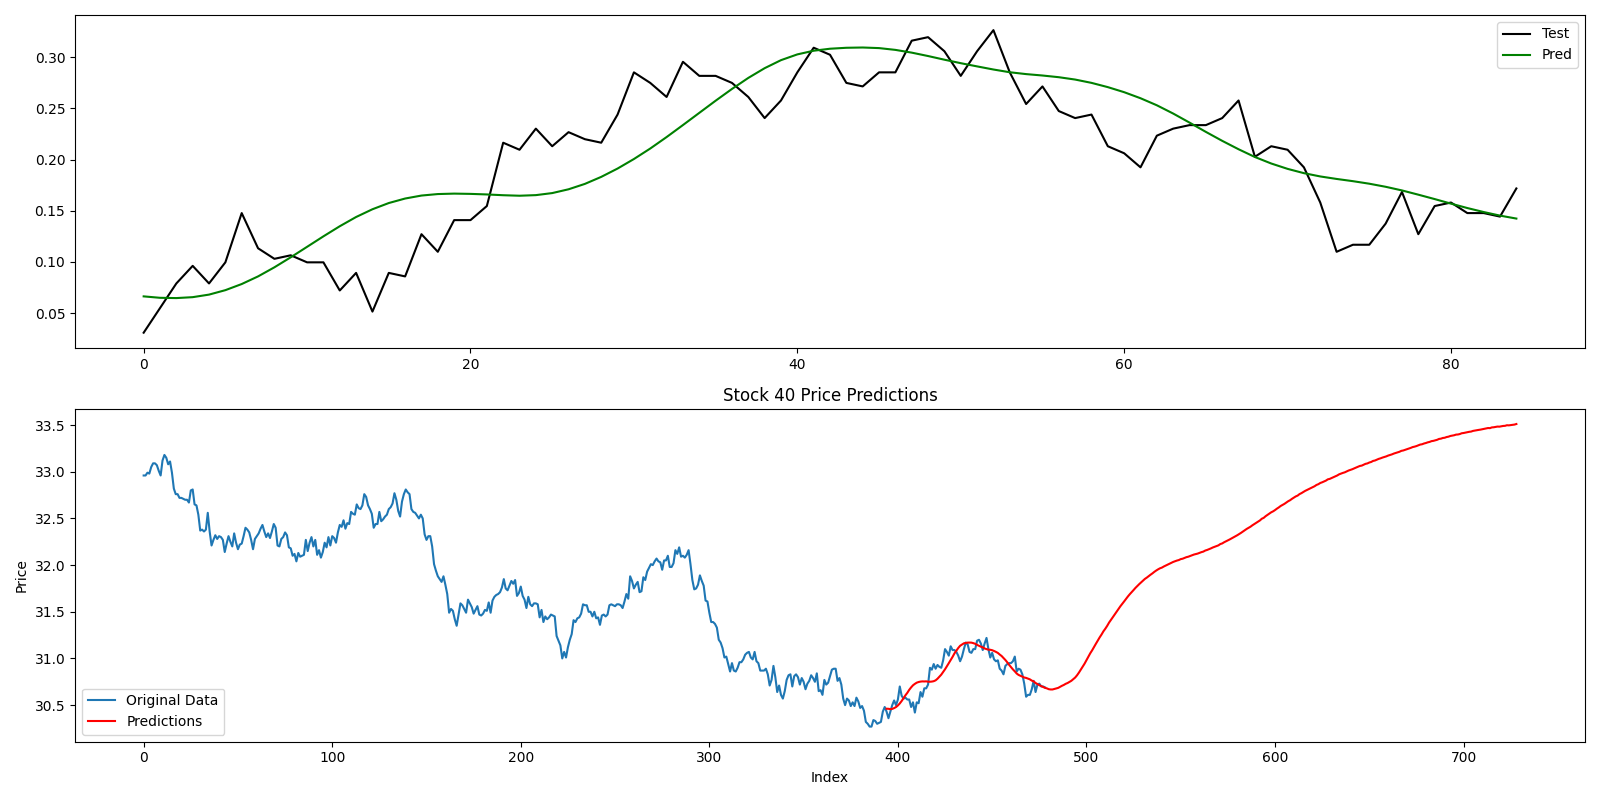 0.30
0.25
0.20
0.15
0.10
0.05
Test
Pred
0 20 40 60 80
Stock 40 Price Predictions
33.5
33.0
32.5
32.0
31.5
31.0
30.5
Price
Original Data
Predictions
0 100 200 300 400 500 600 700
Index